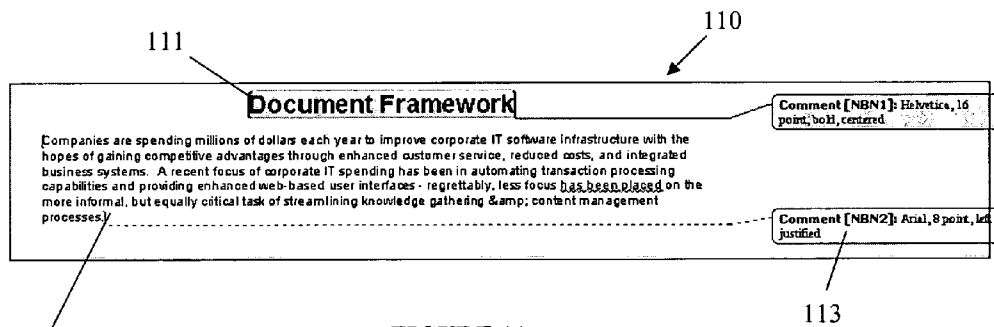 110
111
Document Framework
Comment [NBN1]: Helvetica, 16
point, bold, centered
Companies are spending millions of dollars each year to improve corporate IT software infrastructure with the
hopes of gaining competitive advantages through enhanced customer service, reduced costs, and integrated
business systems. A recent focus of corporate IT spending has been in automating transaction processing
capabilities and providing enhanced web-based user interfaces - regrettably, less focus has been placed on the
more informal, but equally critical task of streamlining knowledge gathering &amp; content management
processes.
Comment [NBN2]: Arial, 8 point, left
justified
113